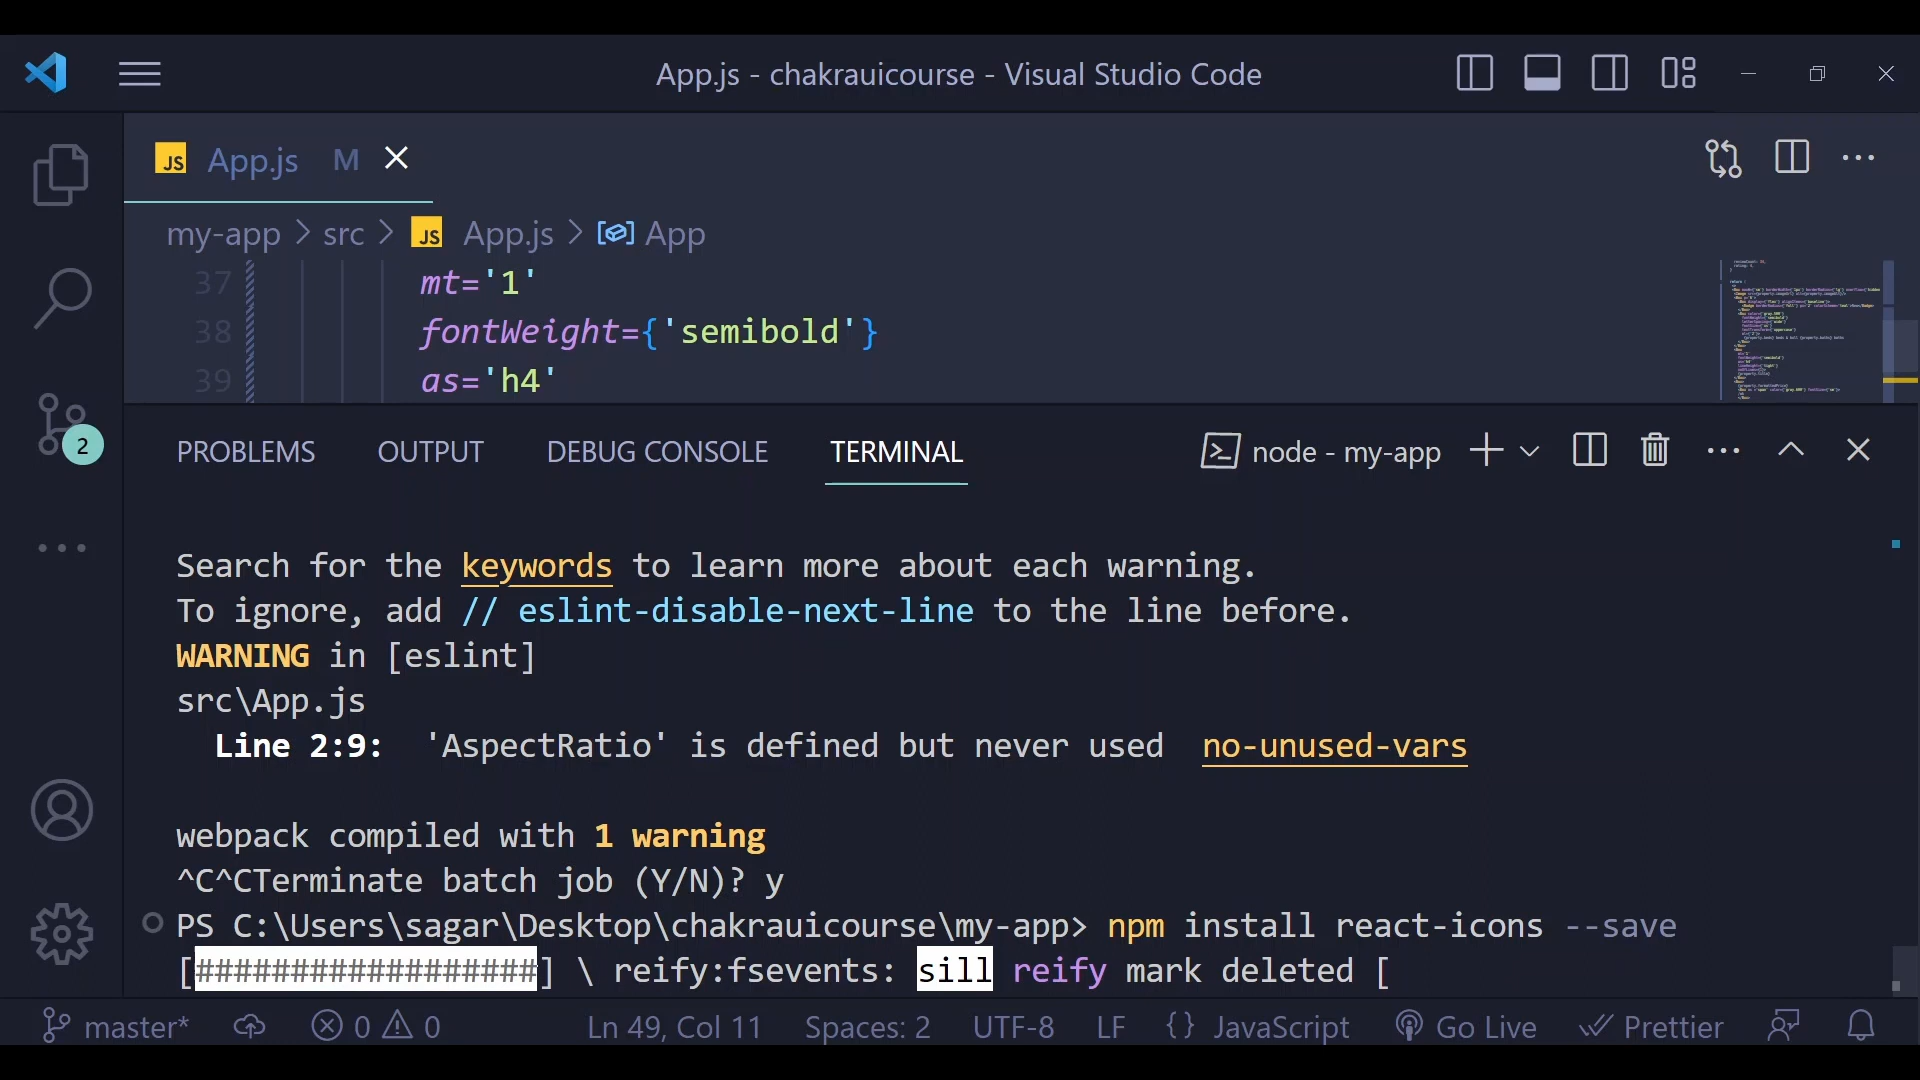 App.js - chakrauicourse - Visual Studio Code
JS App.js M
my-app > src > JS App.js > App
37 mt='1'
38 fontWeight={'semibold'}
39 as='h4'
PROBLEMS OUTPUT DEBUG CONSOLE TERMINAL node - my-app
Search for the keywords to learn more about each warning.
To ignore, add // eslint-disable-next-line to the line before.
WARNING in [eslint]
src\App.js
Line 2:9: 'AspectRatio' is defined but never used no-unused-vars
webpack compiled with 1 warning
^C^CTerminate batch job (Y/N)? y
PS C:\Users\sagar\Desktop\chakrauicourse\my-app> npm install react-icons --save
[##################] \ reify:fsevents: sill reify mark deleted [
2
master* 0 0 Ln 49, Col 11 Spaces: 2 UTF-8 LF {} JavaScript Go Live Prettier